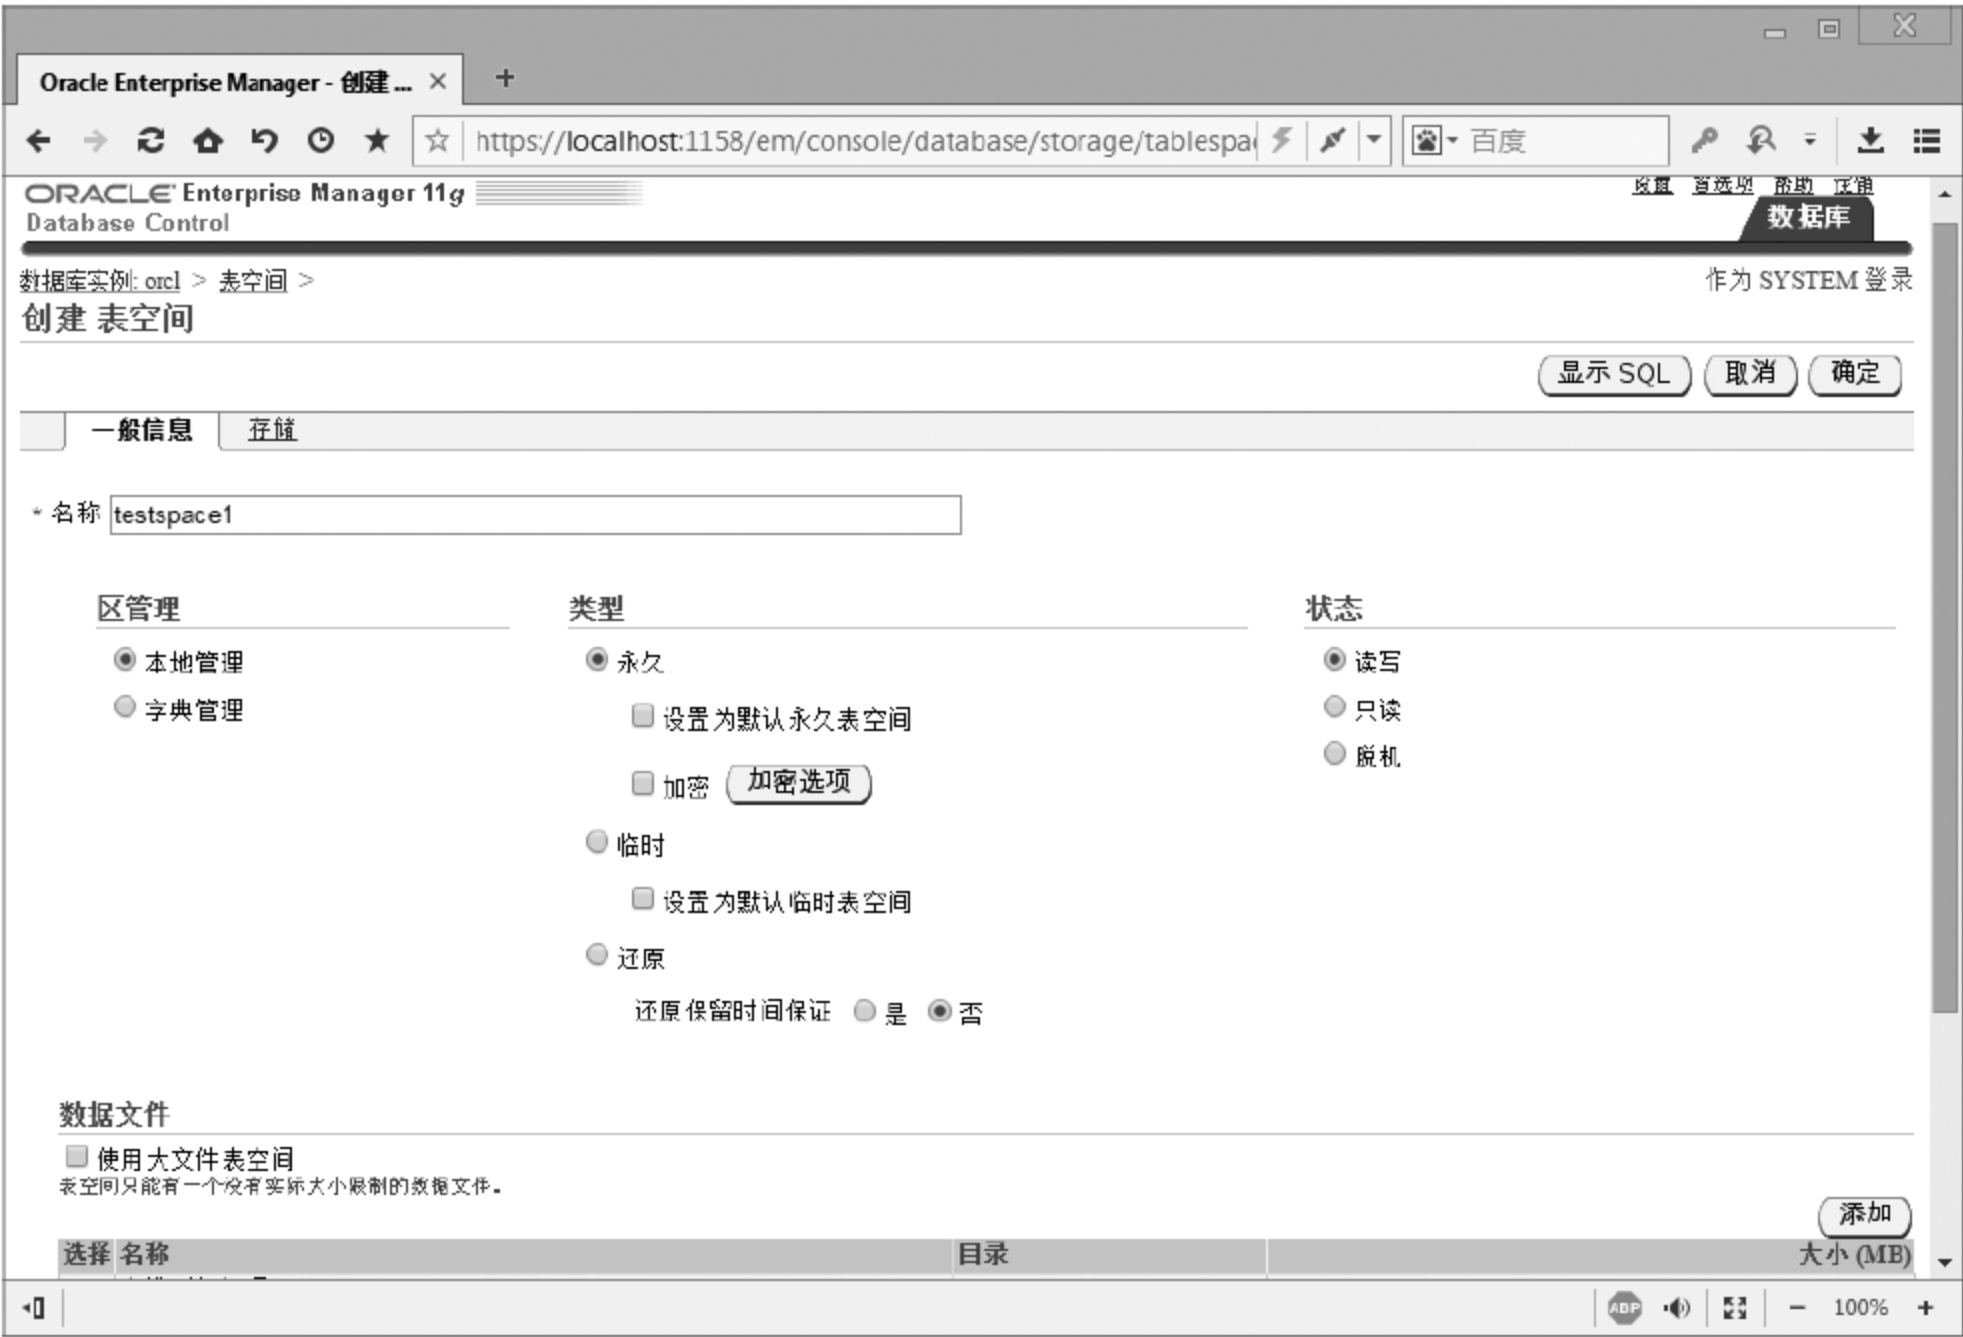 Oracle Enterprise Manager - 创建 ...
https://localhost:1158/em/console/database/storage/tablespa
百度
ORACLE Enterprise Manager 11g
Database Control
设置 首选项 帮助 注销
数据库
数据库实例: orcl > 表空间 >
作为 SYSTEM 登录
创建 表空间
显示 SQL 取消 确定
一般信息 存储
* 名称 testspace1
区管理 类型 状态
本地管理 永久 读写
字典管理 设置为默认永久表空间 只读
脱机
加密 加密选项
临时
设置为默认临时表空间
还原
还原保留时间保证 是 否
数据文件
使用大文件表空间
表空间只能有一个没有实际大小限制的数据文件。
添加
选择 名称 目录 大小 (MB)
ABP 100%